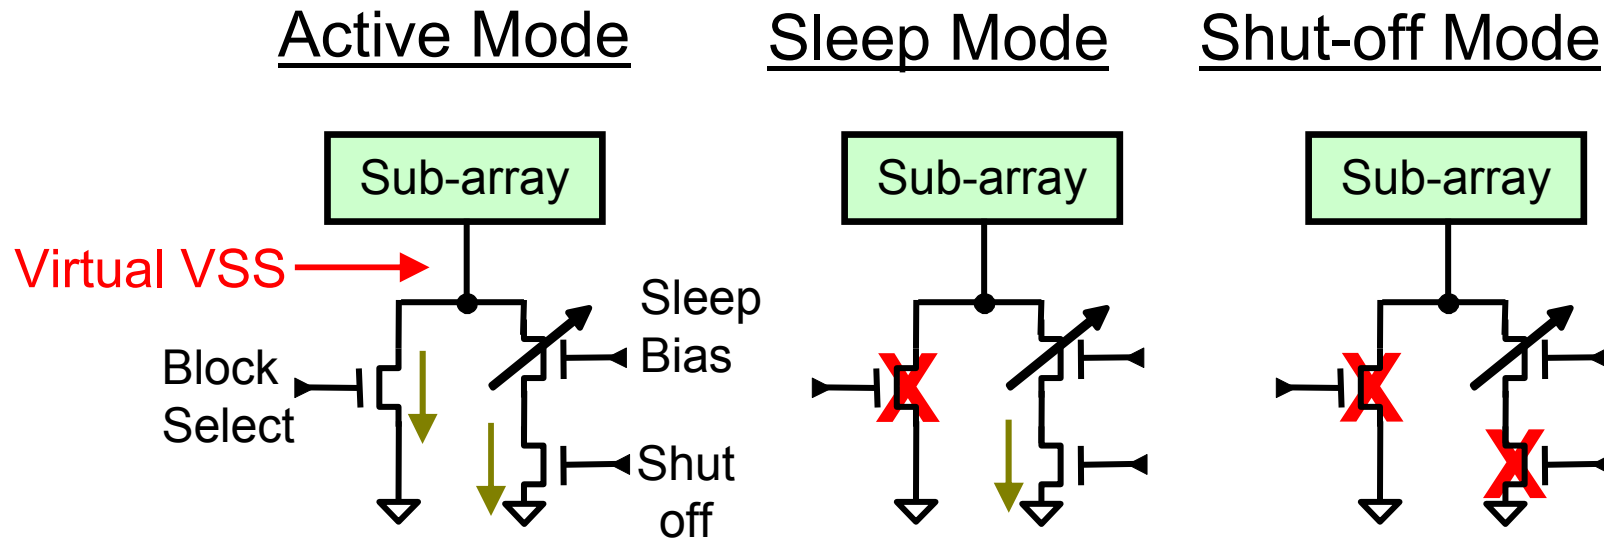 Active Mode
Sleep Mode
Shut-off Mode
Sub-array
Sub-array
Sub-array
Virtual VSS
Sleep
Bias
Block
Select
Shut
off